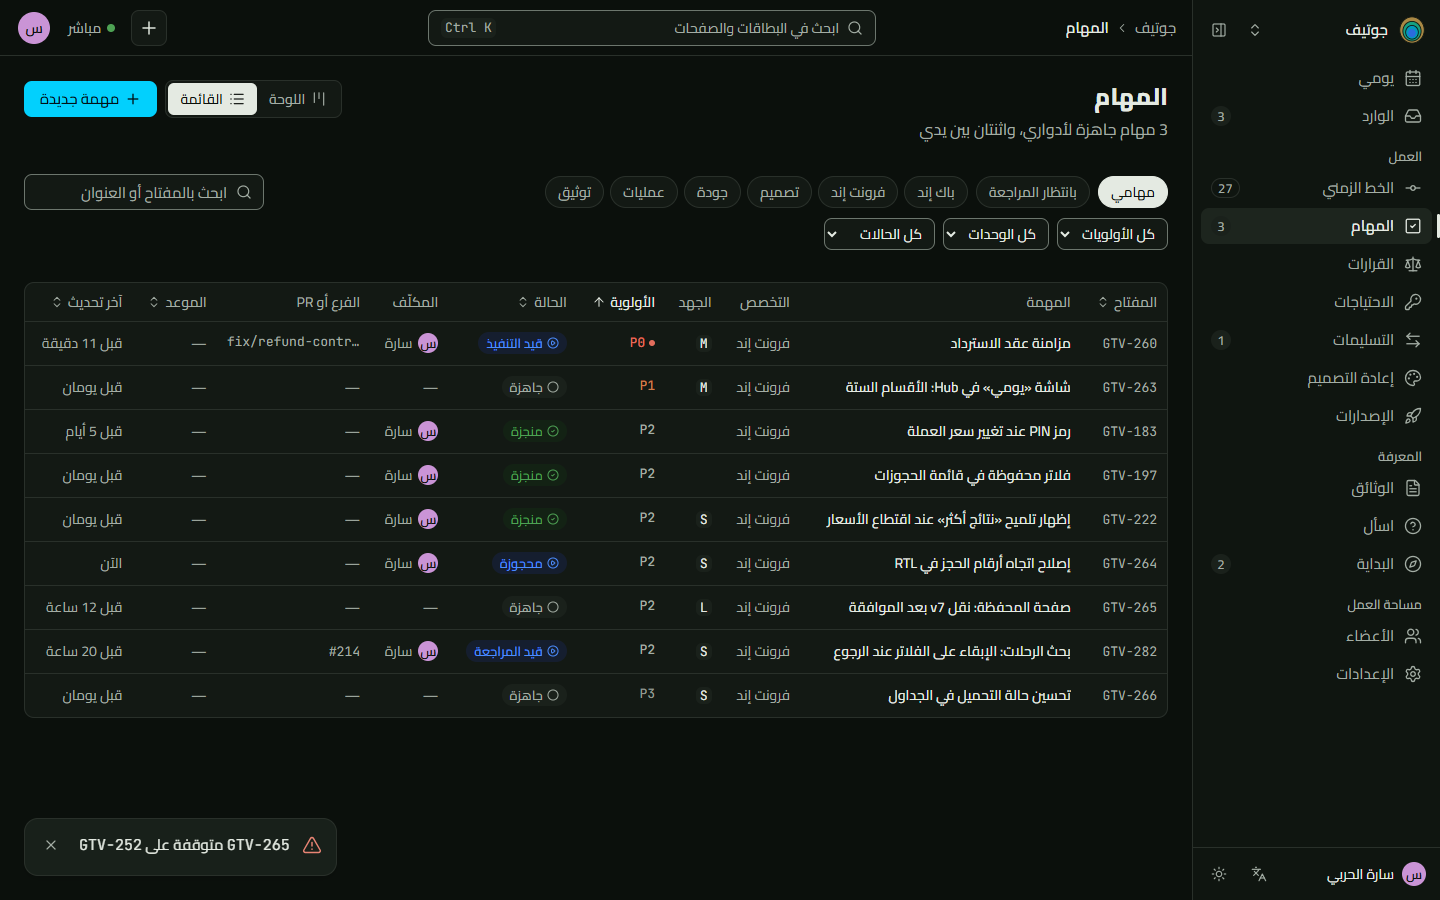 جوتيف
يومي
الوارد 3
العمل
الخط الزمني 27
المهام 3
القرارات
الاحتياجات
التسليمات 1
إعادة التصميم
الإصدارات
المعرفة
الوثائق
اسأل
البداية 2
مساحة العمل
الأعضاء
الإعدادات
س سارة الحربي
جوتيف المهام
ابحث في البطاقات والصفحات Ctrl K
مباشر س
المهام
3 مهام جاهزة لأدواري، واثنتان بين يدي
اللوحة القائمة مهمة جديدة
مهامي بانتظار المراجعة باك إند فرونت إند تصميم جودة عمليات توثيق
ابحث بالمفتاح أو العنوان
كل الأولويات كل الوحدات كل الحالات
المفتاح المهمة التخصص الجهد الأولوية الحالة المكلّف الفرع أو PR الموعد آخر تحديث
GTV-260 مزامنة عقد الاسترداد فرونت إند M P0 قيد التنفيذ س سارة fix/refund-contr… — قبل 11 دقيقة
GTV-263 شاشة «يومي» في Hub: الأقسام الستة فرونت إند M P1 جاهزة — — — قبل يومان
GTV-183 رمز PIN عند تغيير سعر العملة فرونت إند P2 منجزة س سارة — — قبل 5 أيام
GTV-197 فلاتر محفوظة في قائمة الحجوزات فرونت إند P2 منجزة س سارة — — قبل يومان
GTV-222 إظهار تلميح «نتائج أكثر» عند اقتطاع الأسعار فرونت إند S P2 منجزة س سارة — — قبل يومان
GTV-264 إصلاح اتجاه أرقام الحجز في RTL فرونت إند S P2 محجوزة س سارة — — الآن
GTV-265 صفحة المحفظة: نقل v7 بعد الموافقة فرونت إند L P2 جاهزة — — — قبل 12 ساعة
GTV-282 بحث الرحلات: الإبقاء على الفلاتر عند الرجوع فرونت إند S P2 قيد المراجعة س سارة #214 — قبل 20 ساعة
GTV-266 تحسين حالة التحميل في الجداول فرونت إند S P3 جاهزة — — — قبل يومان
GTV-265 متوقفة على GTV-252